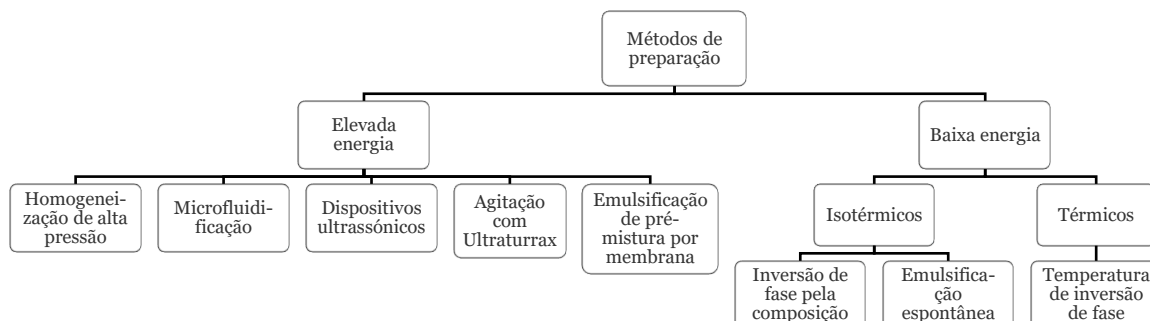 Métodos de
preparação
Elevada
energia
Baixa energia
Homogenei-
zação de alta
pressão
Microfluidi-
ficação
Dispositivos
ultrassónicos
Agitação
com
Ultraturrax
Emulsificação
de pré-
mistura por
membrana
Isotérmicos
Térmicos
Inversão de
fase pela
composição
Emulsifica-
ção
espontânea
Temperatura
de inversão
de fase